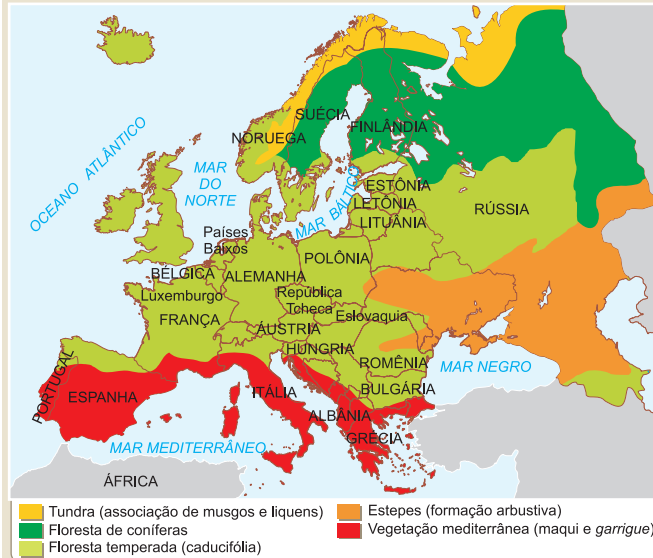 OCEANO ATLÂNTICO
NORUEGA
SUÉCIA
FINLÂNDIA
MAR
DO
NORTE
MAR BÁLTICO
ESTÔNIA
LETÔNIA
LITUÂNIA
RÚSSIA
Países
Baixos
POLÔNIA
BÉLGICA
ALEMANHA
Luxemburgo
República
Tcheca
Eslovaquia
FRANÇA
ÁUSTRIA
HUNGRIA
ROMÊNIA
MAR NEGRO
BULGÁRIA
PORTUGAL
ESPANHA
ITÁLIA
ALBÂNIA
GRÉCIA
MAR MEDITERRÂNEO
ÁFRICA
Tundra (associação de musgos e liquens)
Floresta de coníferas
Floresta temperada (caducifólia)
Estepes (formação arbustiva)
Vegetação mediterrânea (maqui e garrigue)